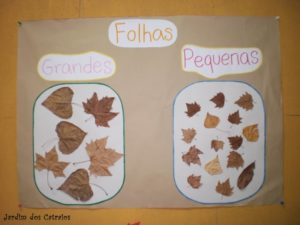 Folhas
Grandes
Pequenas
Jardim dos Catraios